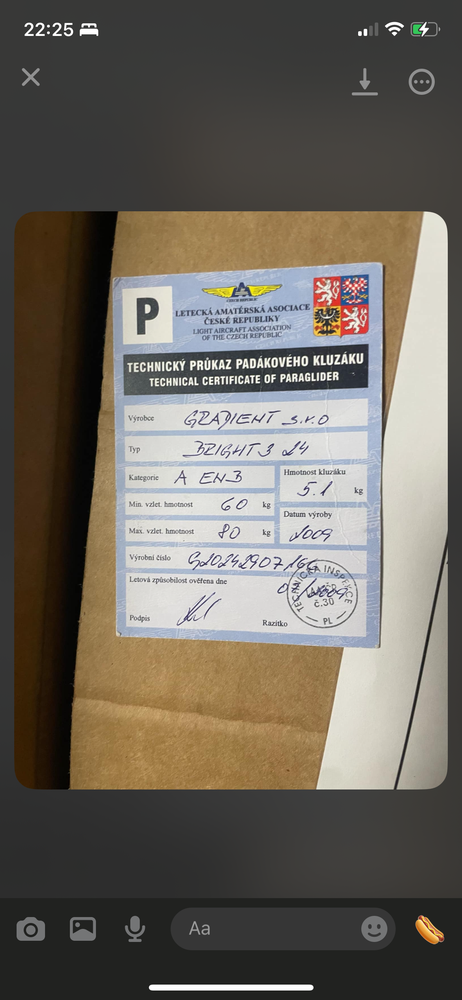 22:25
P
LA
CZECH REPUBLIC
LETECKÁ AMATÉRSKÁ ASOCIACE
ČESKÉ REPUBLIKY
LIGHT AIRCRAFT ASSOCIATION
OF THE CZECH REPUBLIC
TECHNICKÝ PRŮKAZ PADÁKOVÉHO KLUZÁKU
TECHNICAL CERTIFICATE OF PARAGLIDER
Výrobce GRADIENT s.r.o
Typ BRIGHT 3 24
Kategorie A EN B
Hmotnost kluzáku
5.1 kg
Min. vzlet. hmotnost 60 kg
Max. vzlet. hmotnost 80 kg
Datum výroby
2009
Výrobní číslo
Letová způsobilost ověřena dne
TECHNICKÁ INSPEKCE
č.30
PL
Podpis
Razítko
Aa